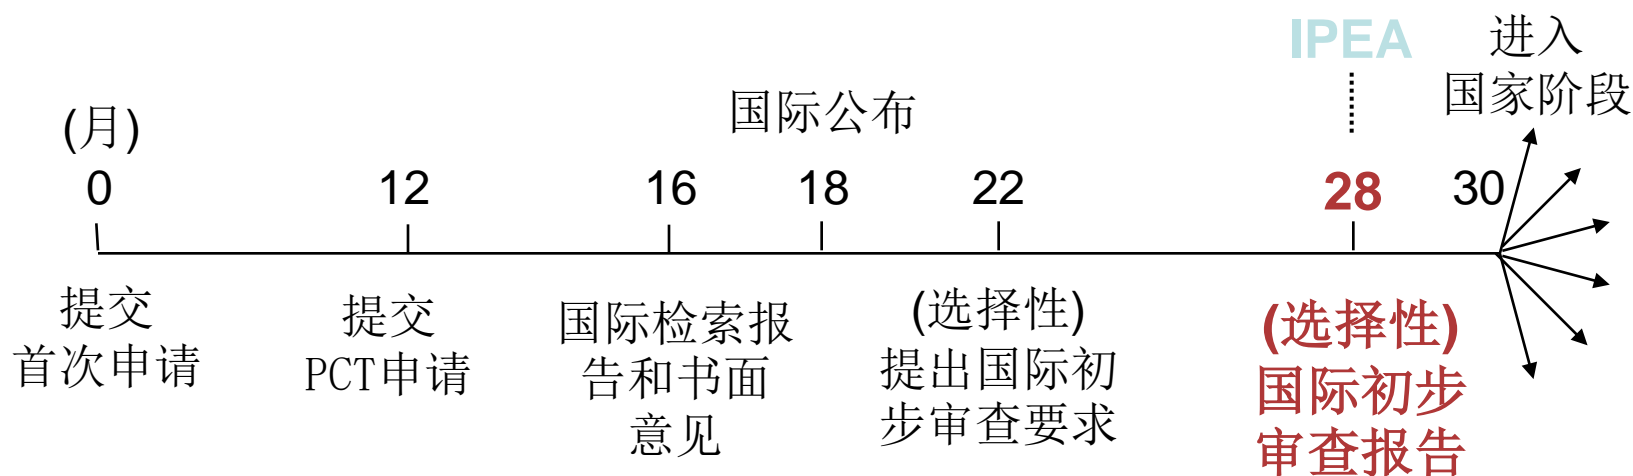 IPEA
进入
国家阶段
国际公布
(月)
0
12
16
18
22
28
30
提交
首次申请
提交
PCT申请
国际检索报
告和书面
意见
(选择性)
提出国际初
步审查要求
(选择性)
国际初步
审查报告